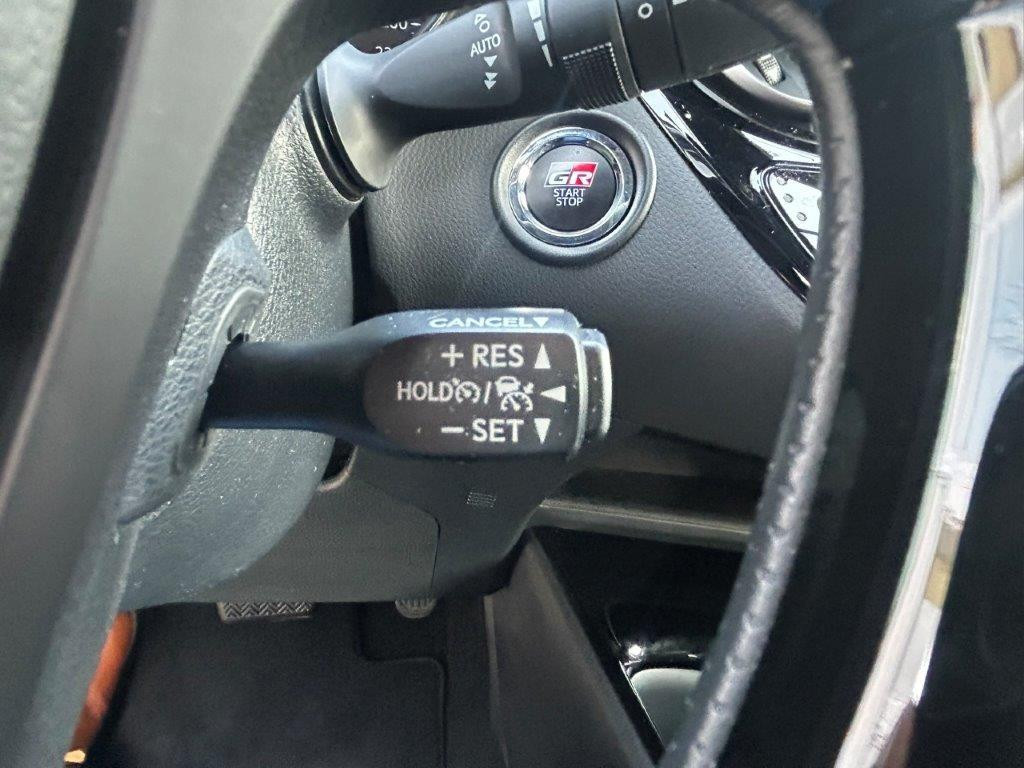 AUTO
GR
START
STOP
CANCEL
+ RES
HOLD /
- SET